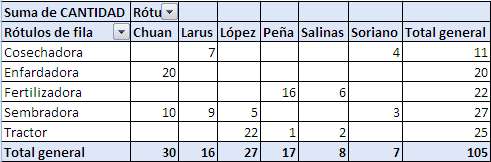 Suma de CANTIDAD Rótu
Rótulos de fila Chuan Larus López Peña Salinas Soriano Total general
Cosechadora 7 4 11
Enfardadora 20 20
Fertilizadora 16 6 22
Sembradora 10 9 5 3 27
Tractor 22 1 2 25
Total general 30 16 27 17 8 7 105